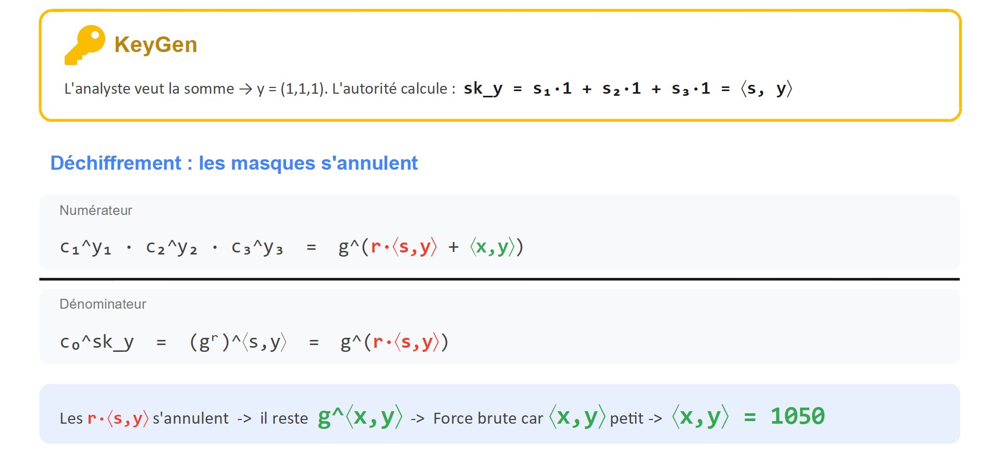 KeyGen
L'analyste veut la somme → y = (1,1,1). L'autorité calcule : sk_y = s₁·1 + s₂·1 + s₃·1 = ⟨s, y⟩
Déchiffrement : les masques s'annulent
Numérateur
c₁^y₁ · c₂^y₂ · c₃^y₃ = g^(r·⟨s,y⟩ + ⟨x,y⟩)
Dénominateur
c₀^sk_y = (gʳ)^⟨s,y⟩ = g^(r·⟨s,y⟩)
Les r·⟨s,y⟩ s'annulent -> il reste g^⟨x,y⟩ -> Force brute car ⟨x,y⟩ petit -> ⟨x,y⟩ = 1050